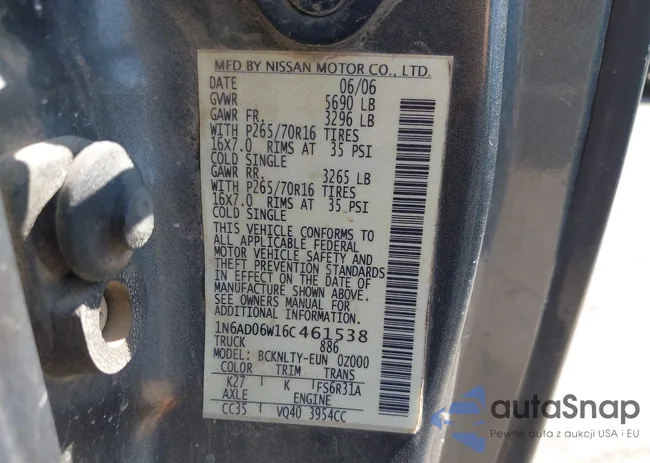 MFD BY NISSAN MOTOR CO., LTD.
DATE 06/06
GVWR 5690 LB
GAWR FR. 3296 LB
WITH P265/70R16 TIRES
16X7.0 RIMS AT 35 PSI
COLD SINGLE
GAWR RR. 3265 LB
WITH P265/70R16 TIRES
16X7.0 RIMS AT 35 PSI
COLD SINGLE
THIS VEHICLE CONFORMS TO
ALL APPLICABLE FEDERAL
MOTOR VEHICLE SAFETY AND
THEFT PREVENTION STANDARDS
IN EFFECT ON THE DATE OF
MANUFACTURE SHOWN ABOVE.
SEE OWNERS MANUAL FOR
ADDITIONAL INFORMATION.
1N6AD06W16C461538
TRUCK 886
MODEL: BCKNLTY-EUN 0Z000
COLOR TRIM TRANS
K27 K FS6R31A
AXLE ENGINE
CC35 VQ40 3954CC
autaSnap
Pewne auta z aukcji USA i EU